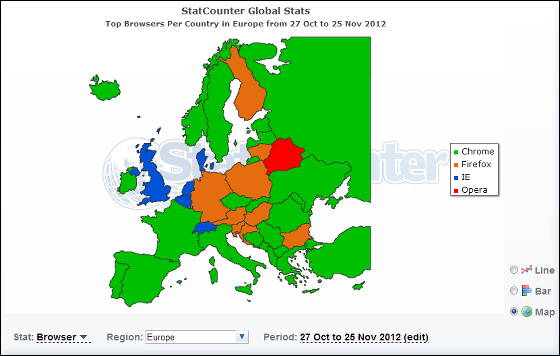 StatCounter Global Stats
Top Browsers Per Country in Europe from 27 Oct to 25 Nov 2012
StatCounter
Chrome
Firefox
IE
Opera
Line
Bar
Map
Stat: Browser Region: Europe Period: 27 Oct to 25 Nov 2012 (edit)